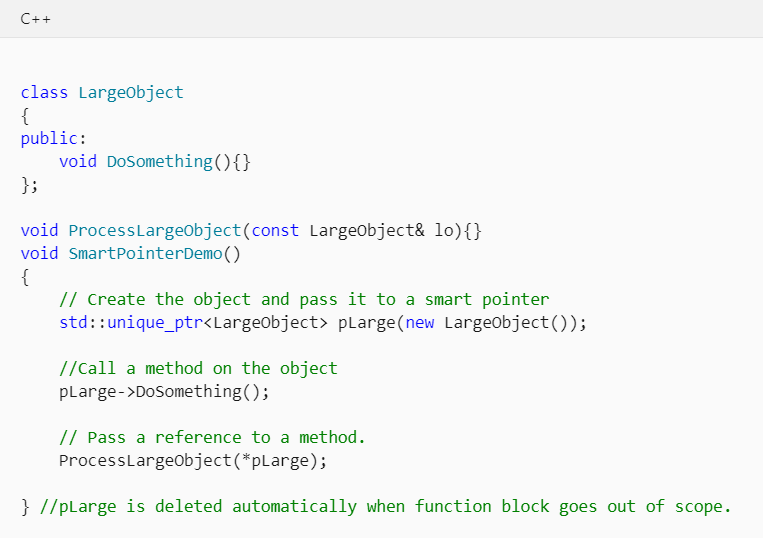 C++
class LargeObject
{
public:
    void DoSomething(){}
};
void ProcessLargeObject(const LargeObject& lo){}
void SmartPointerDemo()
{
    // Create the object and pass it to a smart pointer
    std::unique_ptr<LargeObject> pLarge(new LargeObject());
    //Call a method on the object
    pLarge->DoSomething();
    // Pass a reference to a method.
    ProcessLargeObject(*pLarge);
} //pLarge is deleted automatically when function block goes out of scope.